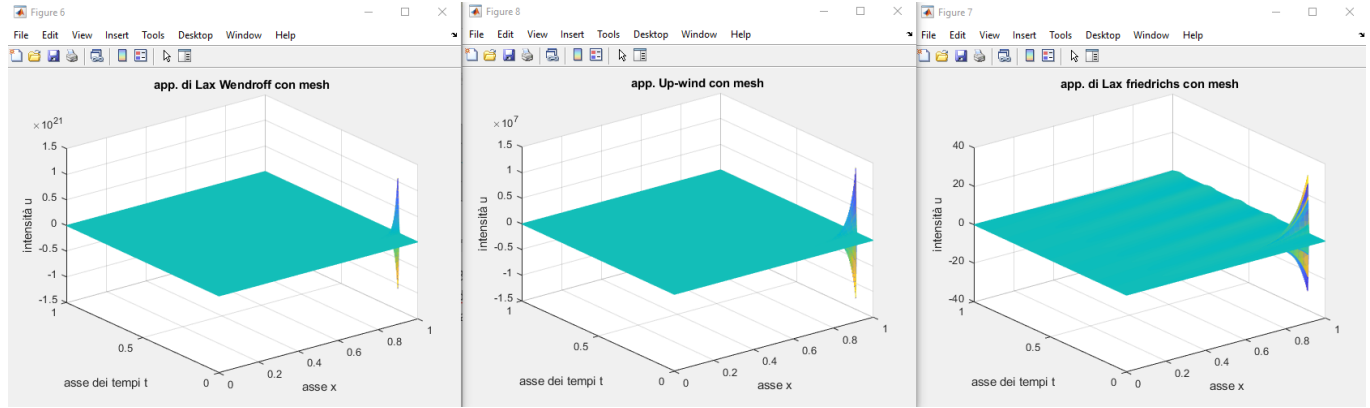 Figure 6
File Edit View Insert Tools Desktop Window Help
app. di Lax Wendroff con mesh
×10^21
1.5
1
0.5
0
-0.5
-1
-1.5
intensità u
1
0.5
0
asse dei tempi t
0
0.2
0.4
0.6
0.8
1
asse x
Figure 8
File Edit View Insert Tools Desktop Window Help
app. Up-wind con mesh
×10^7
1.5
1
0.5
0
-0.5
-1
-1.5
intensità u
1
0.5
0
asse dei tempi t
0
0.2
0.4
0.6
0.8
1
asse x
Figure 7
File Edit View Insert Tools Desktop Window Help
app. di Lax friedrichs con mesh
40
20
0
-20
-40
intensità u
1
0.5
0
asse dei tempi t
0
0.2
0.4
0.6
0.8
1
asse x